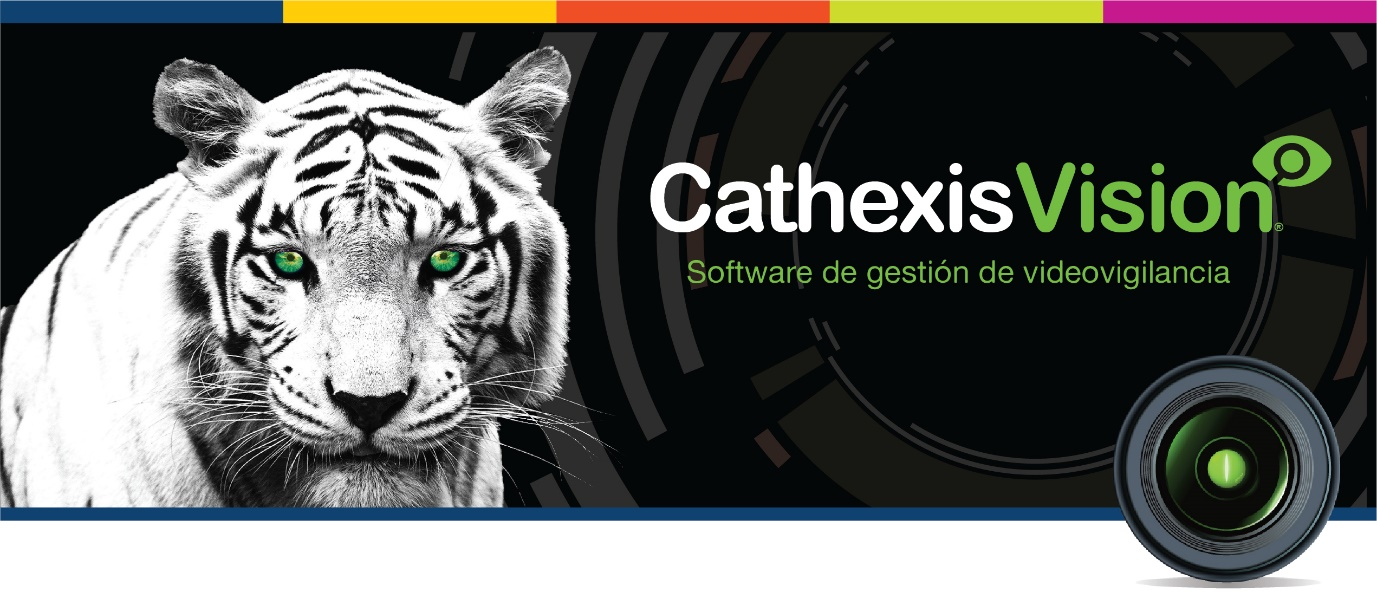 CathexisVision®
Software de gestión de videovigilancia